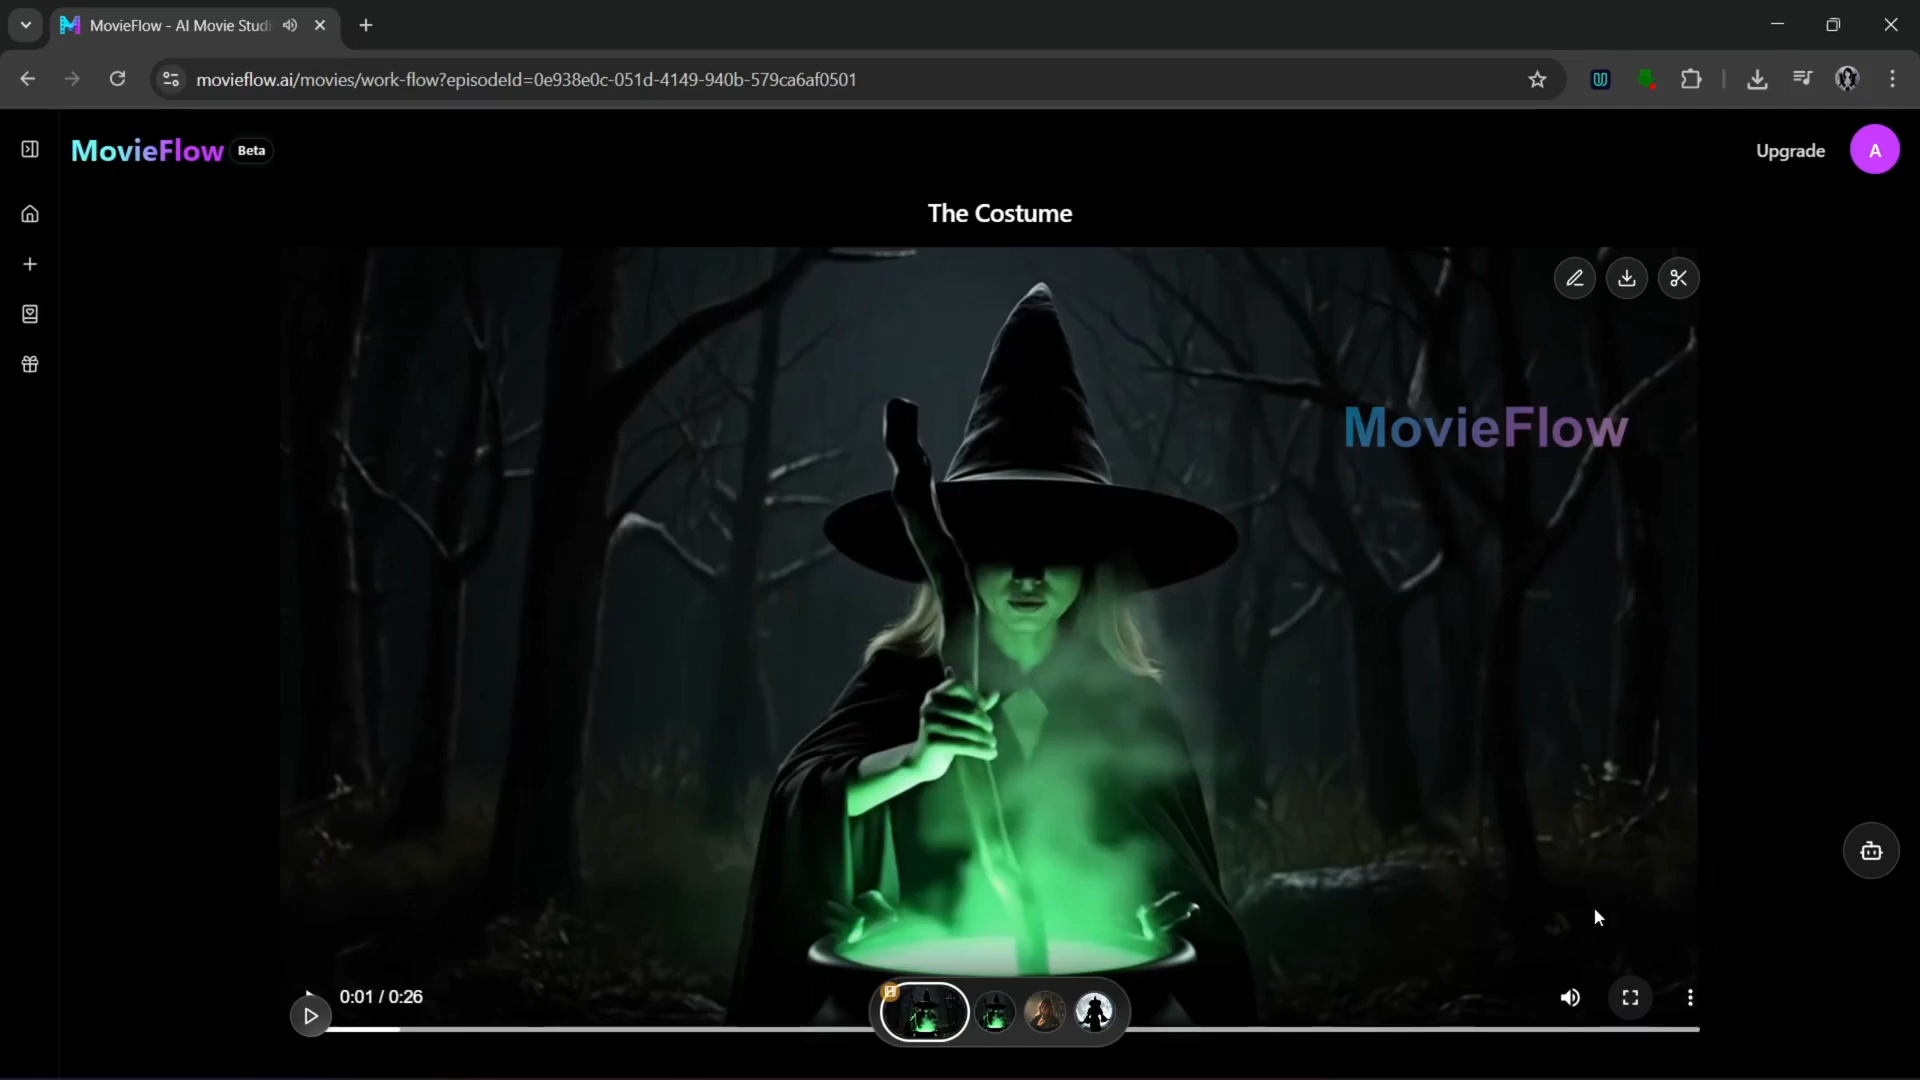 MovieFlow - AI Movie Studi
movieflow.ai/movies/work-flow?episodeId=0e938e0c-051d-4149-940b-579ca6af0501
MovieFlow Beta
Upgrade
A
The Costume
MovieFlow
0:01 / 0:26